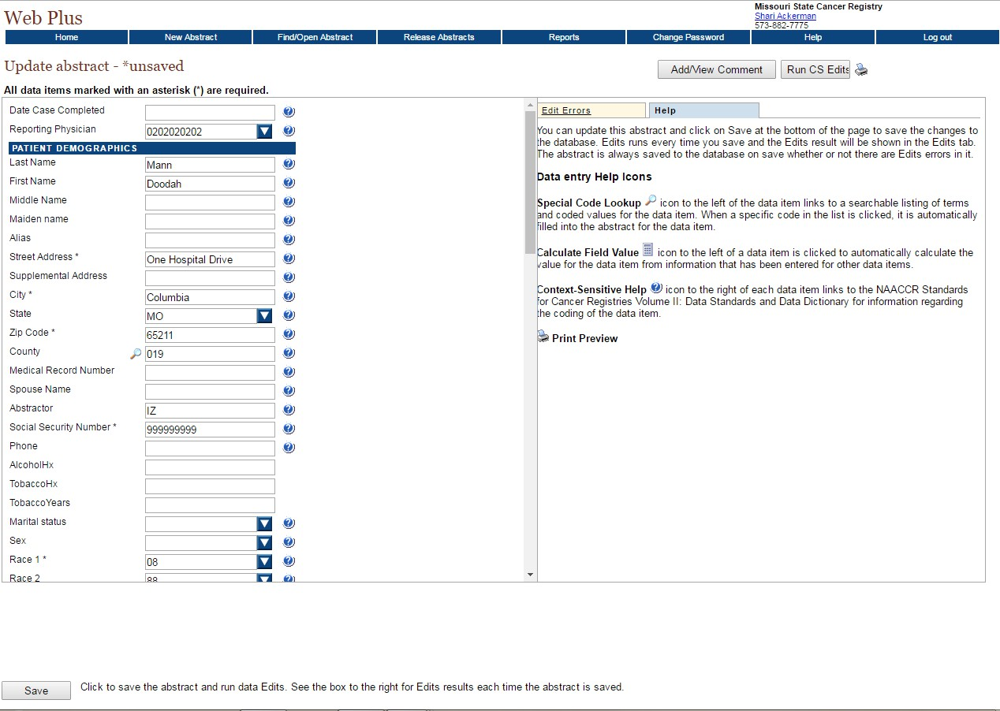 Web Plus
Missouri State Cancer Registry
Shari Ackerman
573-882-7775
Home New Abstract Find/Open Abstract Release Abstracts Reports Change Password Help Log out
Update abstract - *unsaved
Add/View Comment Run CS Edits
All data items marked with an asterisk (*) are required.
Date Case Completed
Reporting Physician 0202020202
PATIENT DEMOGRAPHICS
Last Name Mann
First Name Doodah
Middle Name
Maiden name
Alias
Street Address * One Hospital Drive
Supplemental Address
City * Columbia
State MO
Zip Code * 65211
County 019
Medical Record Number
Spouse Name
Abstractor IZ
Social Security Number * 999999999
Phone
AlcoholHx
TobaccoHx
TobaccoYears
Marital status
Sex
Race 1 * 08
Race 2 88
Edit Errors Help
You can update this abstract and click on Save at the bottom of the page to save the changes to
the database. Edits runs every time you save and the Edits result will be shown in the Edits tab.
The abstract is always saved to the database on save whether or not there are Edits errors in it.
Data entry Help Icons
Special Code Lookup icon to the left of the data item links to a searchable listing of terms
and coded values for the data item. When a specific code in the list is clicked, it is automatically
filled into the abstract for the data item.
Calculate Field Value icon to the left of a data item is clicked to automatically calculate the
value for the data item from information that has been entered for other data items.
Context-Sensitive Help icon to the right of each data item links to the NAACCR Standards
for Cancer Registries Volume II: Data Standards and Data Dictionary for information regarding
the coding of the data item.
Print Preview
Save Click to save the abstract and run data Edits. See the box to the right for Edits results each time the abstract is saved.